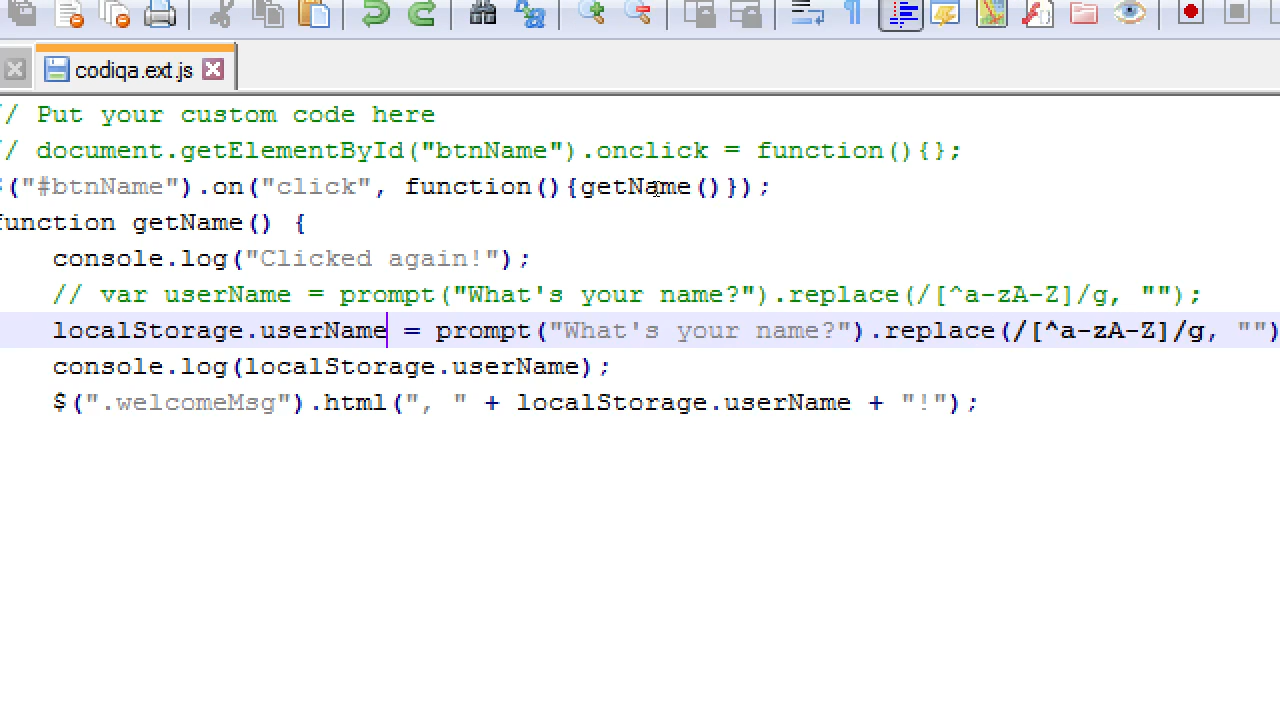 codiqa.ext.js
/ Put your custom code here
/ document.getElementById("btnName").onclick = function(){};
("#btnName").on("click", function(){getName()});
function getName() {
console.log("Clicked again!");
// var userName = prompt("What's your name?").replace(/[^a-zA-Z]/g, "");
localStorage.userName = prompt("What's your name?").replace(/[^a-zA-Z]/g, "")
console.log(localStorage.userName);
$(".welcomeMsg").html(", " + localStorage.userName + "!");